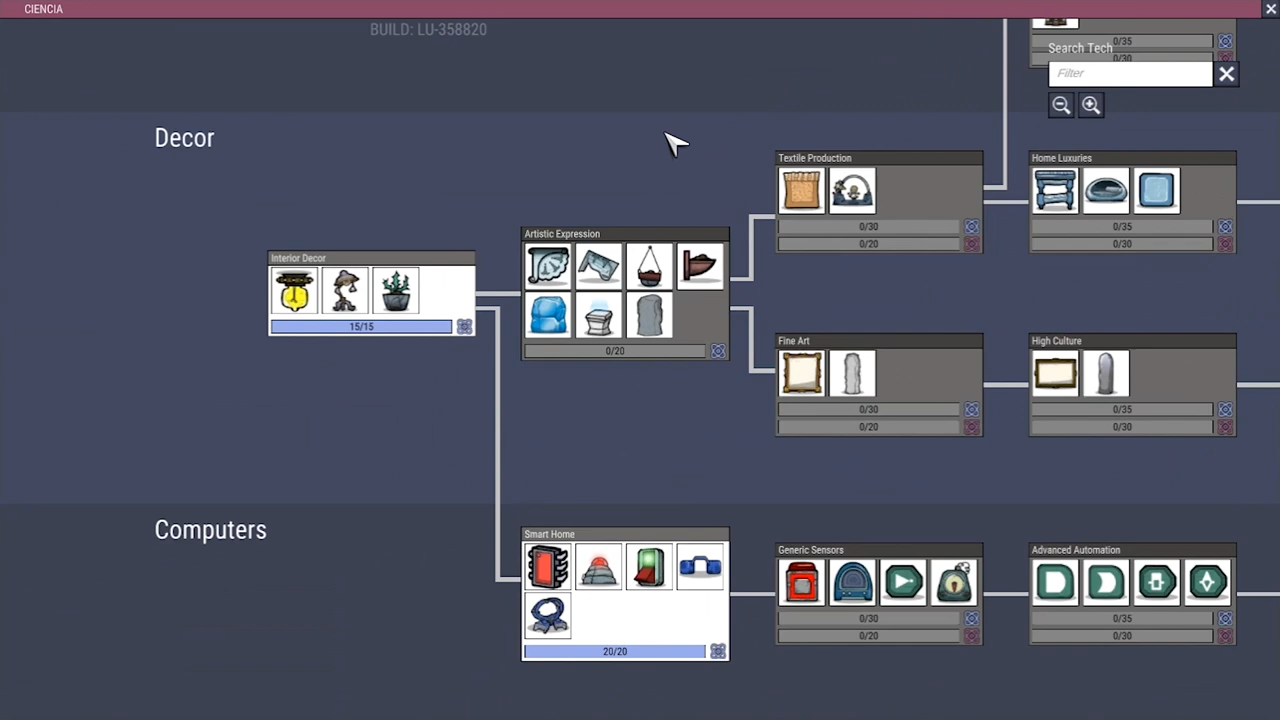 CIENCIA
BUILD: LU-358820
0/35
Search Tech
0/30
Filter
Decor
Textile Production
0/30
0/20
Home Luxuries
0/35
0/30
Artistic Expression
0/20
Interior Decor
15/15
Fine Art
0/30
0/20
High Culture
0/35
0/30
Computers
Smart Home
20/20
Generic Sensors
0/30
0/20
Advanced Automation
0/35
0/30